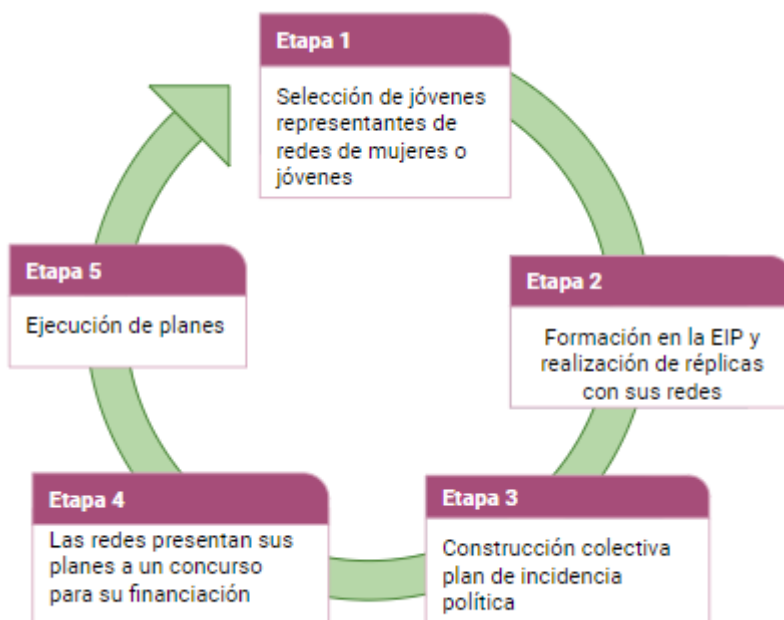 Etapa 1
Selección de jóvenes
representantes de
redes de mujeres o
jóvenes
Etapa 2
Formación en la EIP y
realización de réplicas
con sus redes
Etapa 3
Construcción colectiva
plan de incidencia
política
Etapa 4
Las redes presentan sus
planes a un concurso
para su financiación
Etapa 5
Ejecución de planes